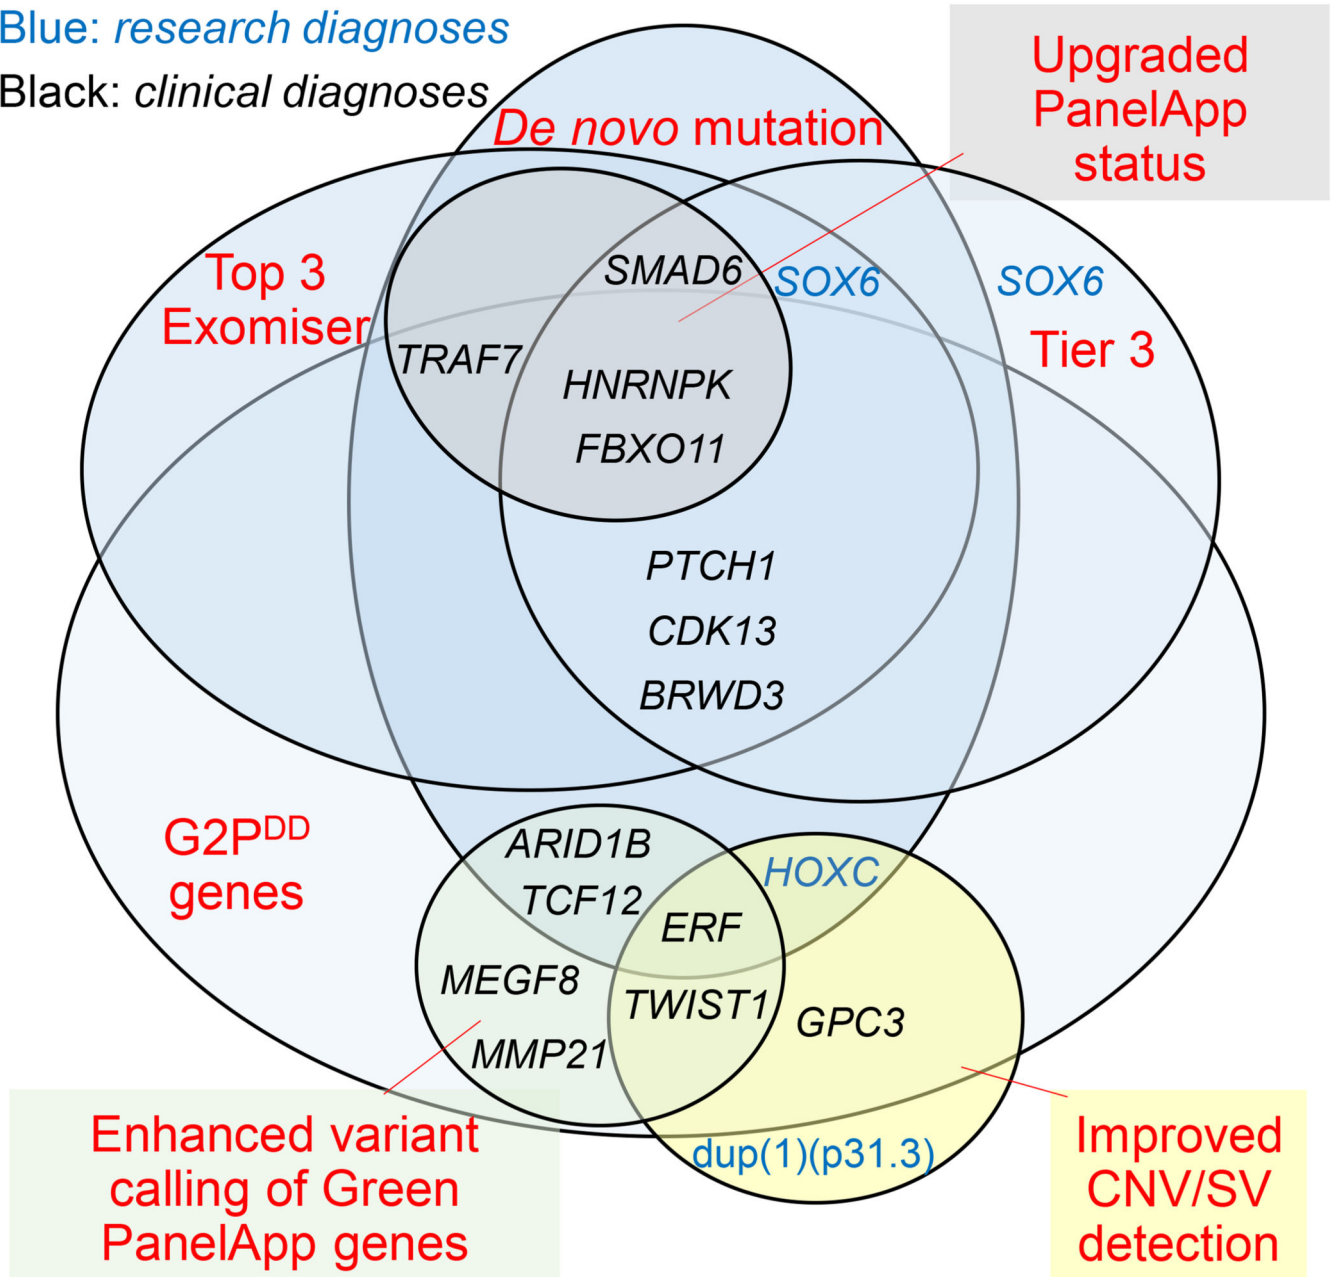 Blue: research diagnoses
Black: clinical diagnoses
De novo mutation
Upgraded
PanelApp
status
Top 3
Exomiser
SMAD6
SOX6
SOX6
Tier 3
TRAF7
HNRNPK
FBXO11
PTCH1
CDK13
BRWD3
G2PDD
genes
ARID1B
TCF12
HOXC
ERF
MEGF8
TWIST1
GPC3
MMP21
dup(1)(p31.3)
Enhanced variant
calling of Green
PanelApp genes
Improved
CNV/SV
detection